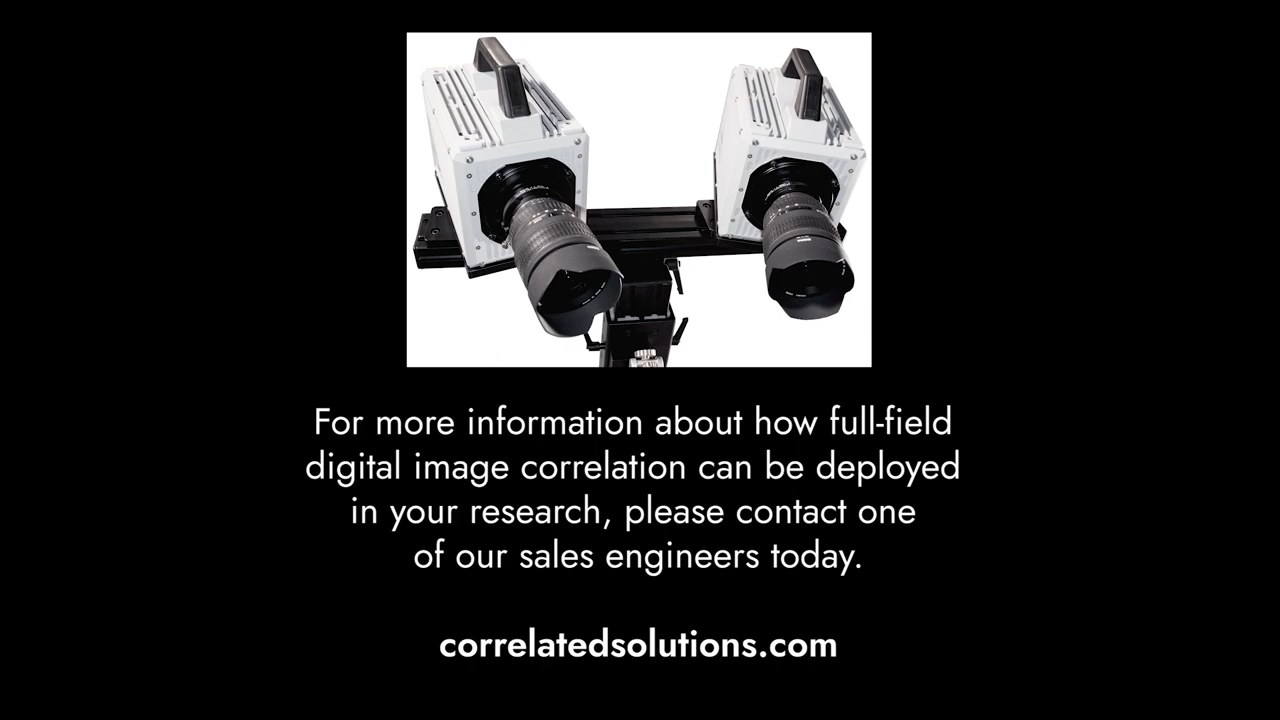 For more information about how full-field
digital image correlation can be deployed
in your research, please contact one
of our sales engineers today.
correlatedsolutions.com